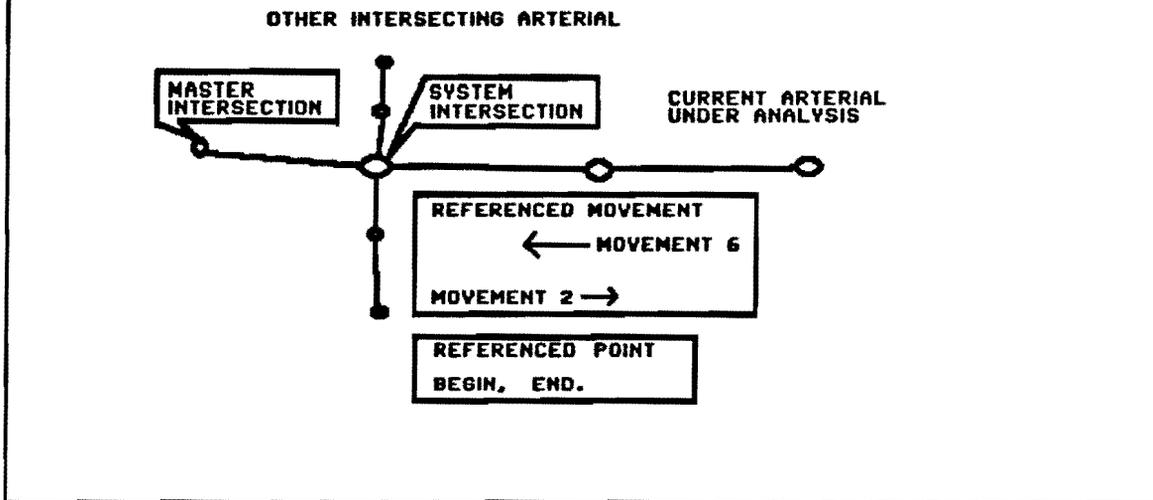 OTHER INTERSECTING ARTERIAL
MASTER
INTERSECTION
SYSTEM
INTERSECTION
CURRENT ARTERIAL
UNDER ANALYSIS
REFERENCED MOVEMENT
MOVEMENT 6
MOVEMENT 2
REFERENCED POINT
BEGIN, END.